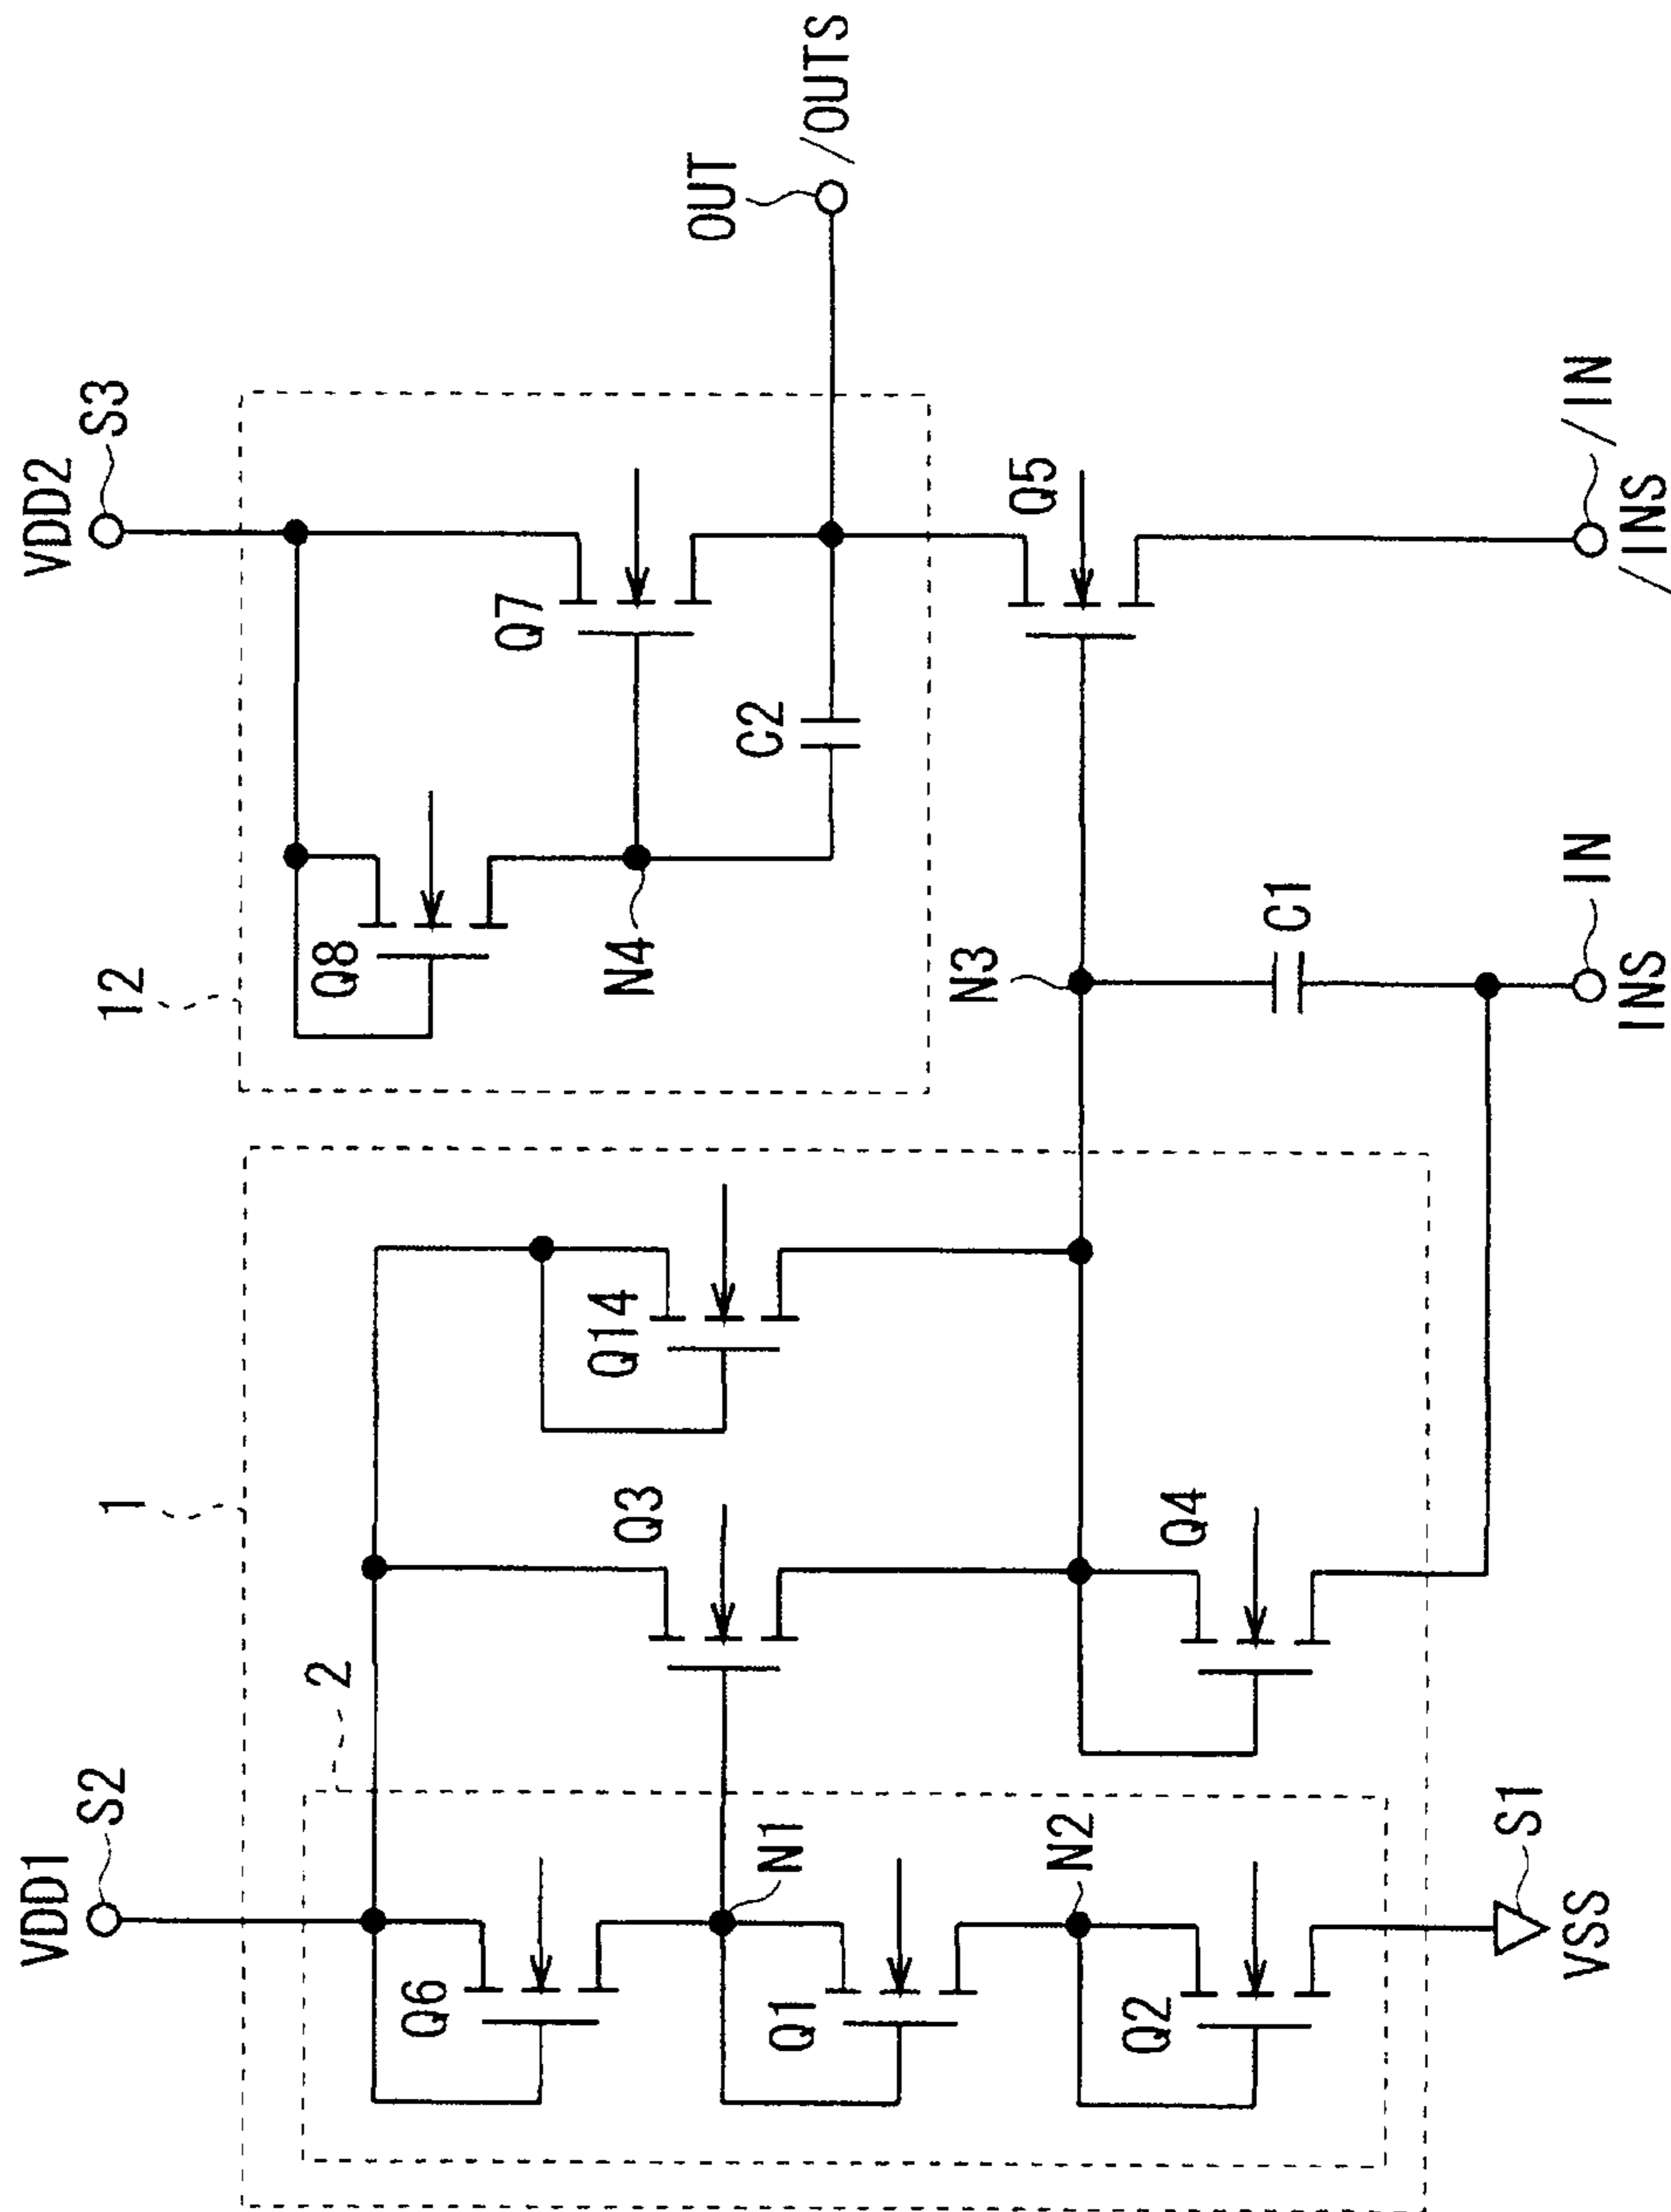 VDD1
S2
VDD2
S3
1
2
12
Q6
N1
Q1
N2
Q2
S1
VSS
Q3
Q14
Q4
Q8
Q7
N4
C2
OUT
/OUTS
Q5
N3
C1
IN
INS
/IN
/INS